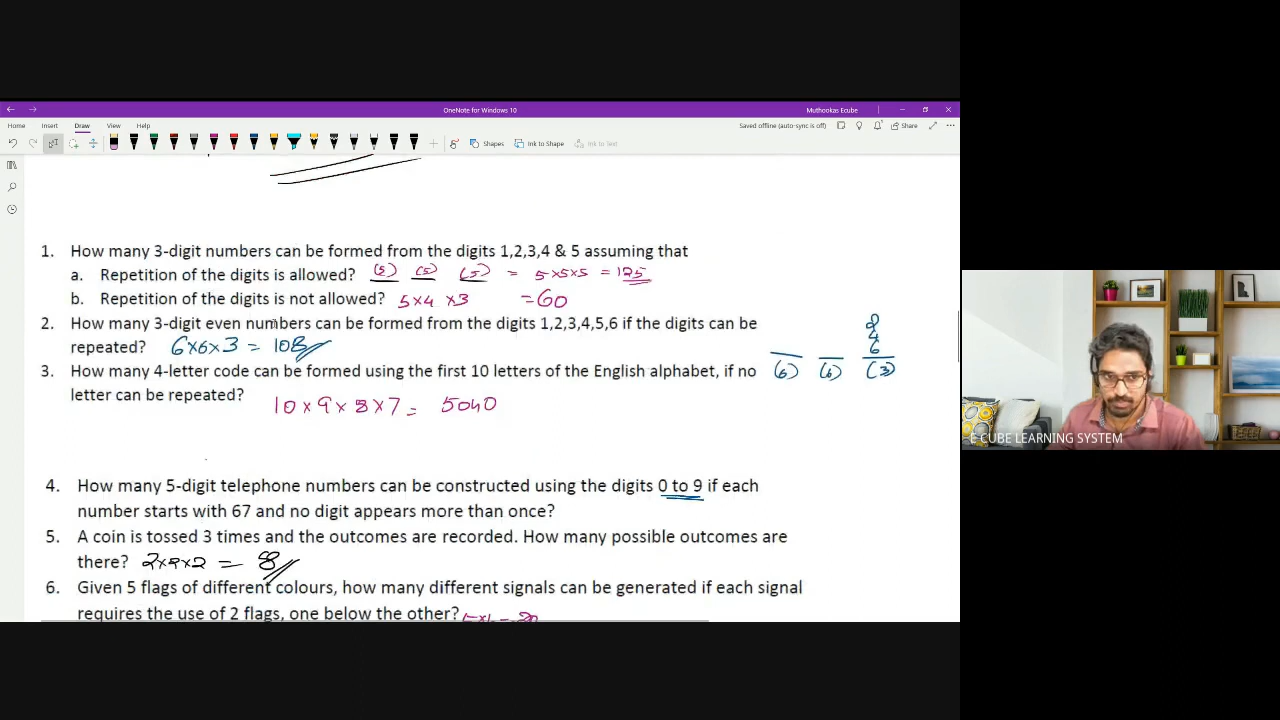 OneNote for Windows 10
Muthookas Ecube
Home Insert Draw View Help
Saved offline (auto-sync is off)
Share
Shapes
Ink to Shape
Ink to Text
1. How many 3-digit numbers can be formed from the digits 1,2,3,4 & 5 assuming that
a. Repetition of the digits is allowed? (5) (5) (5) = 5×5×5 = 125
b. Repetition of the digits is not allowed? 5×4 ×3 =60
2. How many 3-digit even numbers can be formed from the digits 1,2,3,4,5,6 if the digits can be
repeated? 6×6×3 = 108
2
4
6
(6) (6) (3)
3. How many 4-letter code can be formed using the first 10 letters of the English alphabet, if no
letter can be repeated?
10×9×8×7 = 5040
4. How many 5-digit telephone numbers can be constructed using the digits 0 to 9 if each
number starts with 67 and no digit appears more than once?
5. A coin is tossed 3 times and the outcomes are recorded. How many possible outcomes are
there? 2×2×2 = 8
6. Given 5 flags of different colours, how many different signals can be generated if each signal
requires the use of 2 flags, one below the other?
E CUBE LEARNING SYSTEM